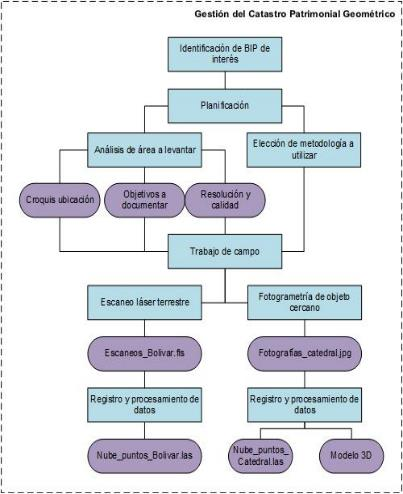 Gestión del Catastro Patrimonial Geométrico
Identificación de BIP de
interés
Planificación
Análisis de área a levantar
Elección de metodología a
utilizar
Croquis ubicación
Objetivos a
documentar
Resolución y
calidad
Trabajo de campo
Escaneo láser terrestre
Fotogrametría de objeto
cercano
Escaneos_Bolivar.fls
Fotografías_catedral.jpg
Registro y procesamiento de
datos
Registro y procesamiento de
datos
Nube_puntos_Bolivar.las
Nube_puntos_
Catedral.las
Modelo 3D